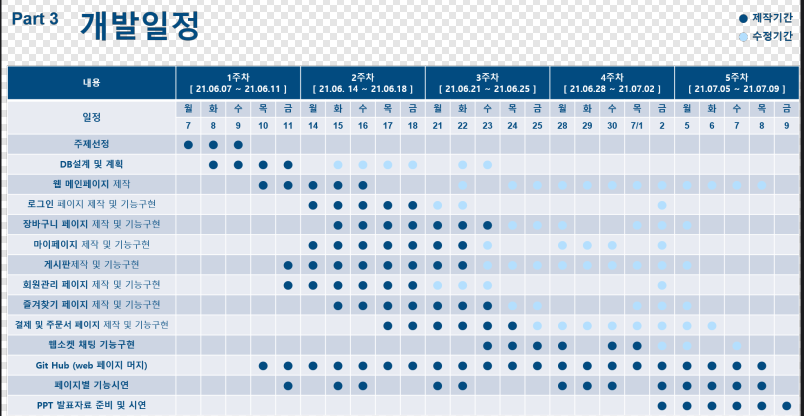 Part 3 개발일정
제작기간
수정기간
내용 1주차 2주차 3주차 4주차 5주차
[ 21.06.07 ~ 21.06.11 ] [ 21.06. 14 ~ 21.06.18 ] [ 21.06.21 ~ 21.06.25 ] [ 21.06.28 ~ 21.07.02 ] [ 21.07.05 ~ 21.07.09 ]
일정 월 화 수 목 금 월 화 수 목 금 월 화 수 목 금 월 화 수 목 금 월 화 수 목 금
7 8 9 10 11 14 15 16 17 18 21 22 23 24 25 28 29 30 7/1 2 5 6 7 8 9
주제선정
DB설계 및 계획
웹 메인페이지 제작
로그인 페이지 제작 및 기능구현
장바구니 페이지 제작 및 기능구현
마이페이지 제작 및 기능구현
게시판제작 및 기능구현
회원관리 페이지 제작 및 기능구현
즐겨찾기 페이지 제작 및 기능구현
결제 및 주문서 페이지 제작 및 기능구현
웹소켓 채팅 기능구현
Git Hub (web 페이지 머지)
페이지별 기능시연
PPT 발표자료 준비 및 시연